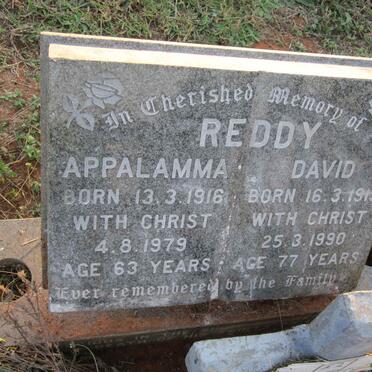 In Cherished Memory of
REDDY
APPALAMMA DAVID
BORN 13.3.1916 BORN 16.3.191
WITH CHRIST WITH CHRIST
4.8.1979 25.3.1990
AGE 63 YEARS AGE 77 YEARS
Ever remembered by the Family